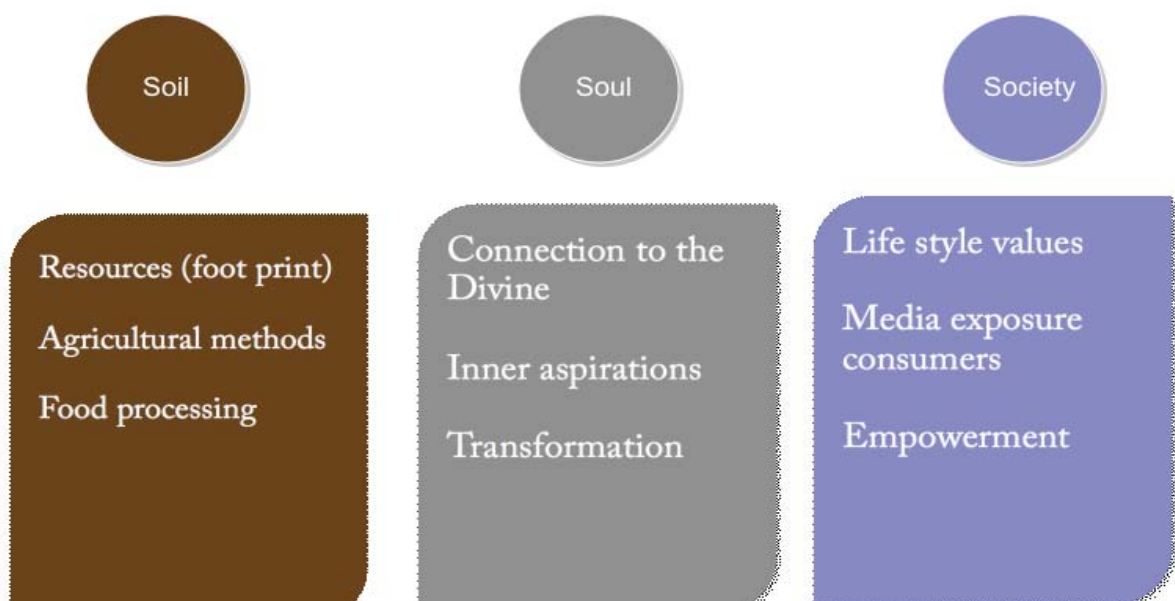 Soil
Soul
Society
Resources (foot print)
Agricultural methods
Food processing
Connection to the
Divine
Inner aspirations
Transformation
Life style values
Media exposure
consumers
Empowerment